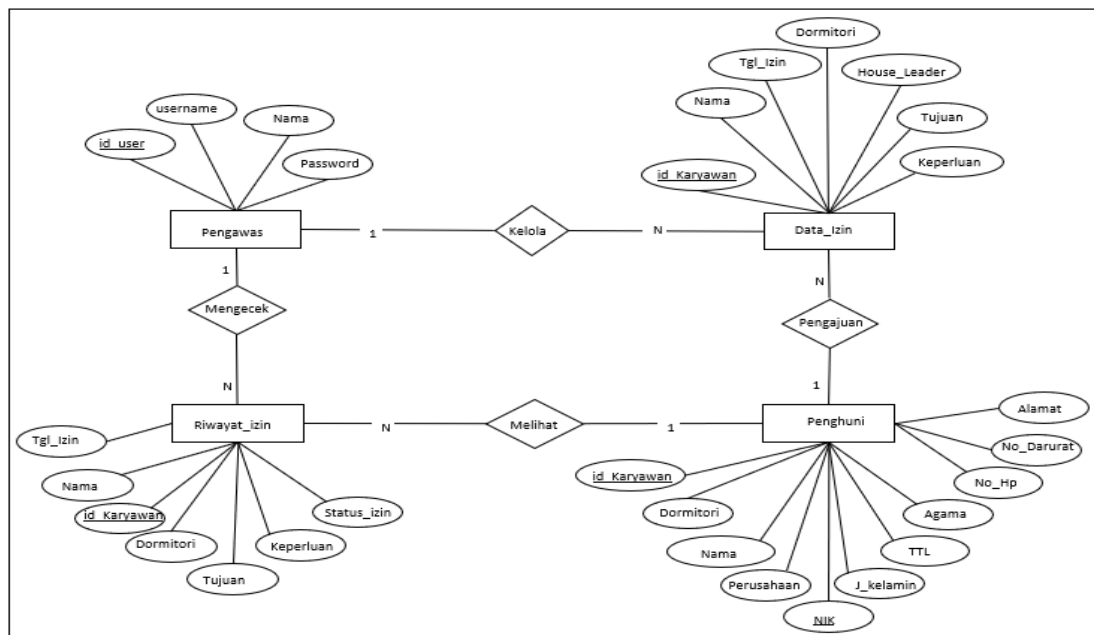 Dormitori
Tgl_Izin
House_Leader
username
Nama
Nama
Tujuan
id_user
Password
Keperluan
id_Karyawan
Pengawas
1
Kelola
N
Data_Izin
1
N
Mengecek
Pengajuan
N
1
Riwayat_izin
N
Melihat
1
Penghuni
Alamat
Tgl_Izin
No_Darurat
Nama
id_Karyawan
No_Hp
id_Karyawan
Status_izin
Dormitori
Agama
Dormitori
Keperluan
Nama
TTL
Tujuan
Perusahaan
J_kelamin
NIK